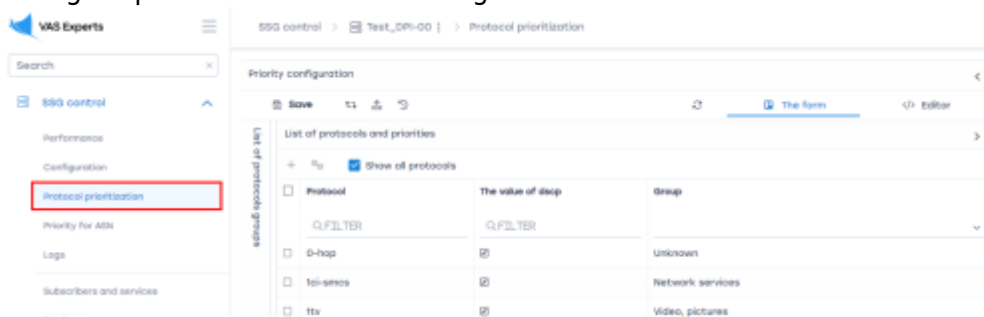 VAS Experts
SSG control > Test_DPI-00 [ > Protocol prioritization
Search
Priority configuration
SSG control
Save
The form
</> Editor
List of protocols groups
List of protocols and priorities
Performance
Show all protocols
Configuration
Protocol
The value of dscp
Group
Protocol prioritization
FILTER
FILTER
Priority for ASN
0-hop
Unknown
Logs
1ci-smcs
Network services
Subscribers and services
ttv
Video, pictures